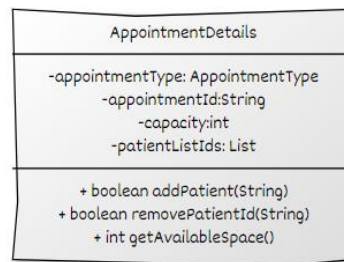 AppointmentDetails
-appointmentType: AppointmentType
-appointmentId:String
-capacity:int
-patientListIds: List
+ boolean addPatient(String)
+ boolean removePatientId(String)
+ int getAvailableSpace()